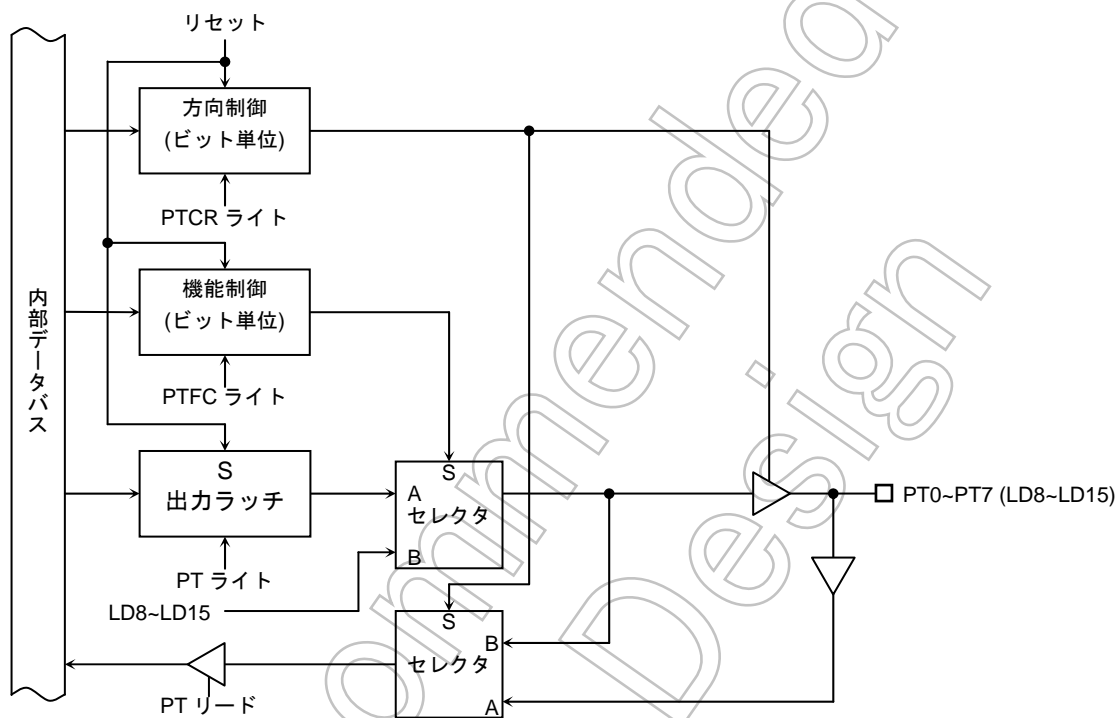 リセット
方向制御
(ビット単位)
PTCR ライト
機能制御
(ビット単位)
内部データバス
PTFC ライト
S
出力ラッチ
S
A
セレクタ
B
PT0~PT7 (LD8~LD15)
PT ライト
LD8~LD15
S
B
セレクタ
A
PT リード
ommended
Design